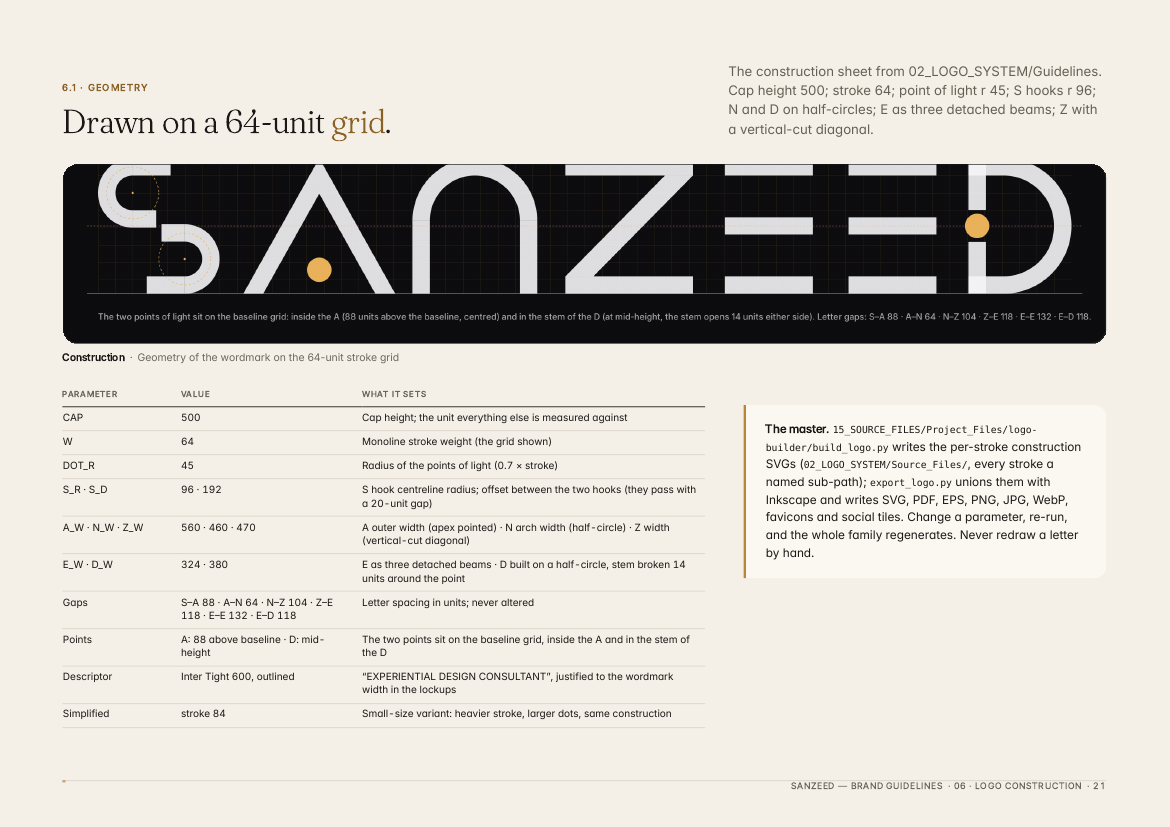 6.1 · GEOMETRY
Drawn on a 64-unit grid.
The construction sheet from 02_LOGO_SYSTEM/Guidelines.
Cap height 500; stroke 64; point of light r 45; S hooks r 96;
N and D on half-circles; E as three detached beams; Z with
a vertical-cut diagonal.
SANZEED
The two points of light sit on the baseline grid: inside the A (88 units above the baseline, centred) and in the stem of the D (at mid-height, the stem opens 14 units either side). Letter gaps: S–A 88 · A–N 64 · N–Z 104 · Z–E 118 · E–E 132 · E–D 118.
Construction · Geometry of the wordmark on the 64-unit stroke grid
PARAMETER VALUE WHAT IT SETS
CAP 500 Cap height; the unit everything else is measured against
W 64 Monoline stroke weight (the grid shown)
DOT_R 45 Radius of the points of light (0.7 × stroke)
S_R · S_D 96 · 192 S hook centreline radius; offset between the two hooks (they pass with
a 20-unit gap)
A_W · N_W · Z_W 560 · 460 · 470 A outer width (apex pointed) · N arch width (half-circle) · Z width
(vertical-cut diagonal)
E_W · D_W 324 · 380 E as three detached beams · D built on a half-circle, stem broken 14
units around the point
Gaps S–A 88 · A–N 64 · N–Z 104 · Z–E Letter spacing in units; never altered
118 · E–E 132 · E–D 118
Points A: 88 above baseline · D: mid- The two points sit on the baseline grid, inside the A and in the stem of
height the D
Descriptor Inter Tight 600, outlined “EXPERIENTIAL DESIGN CONSULTANT”, justified to the wordmark
width in the lockups
Simplified stroke 84 Small-size variant: heavier stroke, larger dots, same construction
The master. 15_SOURCE_FILES/Project_Files/logo-
builder/build_logo.py writes the per-stroke construction
SVGs (02_LOGO_SYSTEM/Source_Files/, every stroke a
named sub-path); export_logo.py unions them with
Inkscape and writes SVG, PDF, EPS, PNG, JPG, WebP,
favicons and social tiles. Change a parameter, re-run,
and the whole family regenerates. Never redraw a letter
by hand.
SANZEED — BRAND GUIDELINES · 06 · LOGO CONSTRUCTION · 21